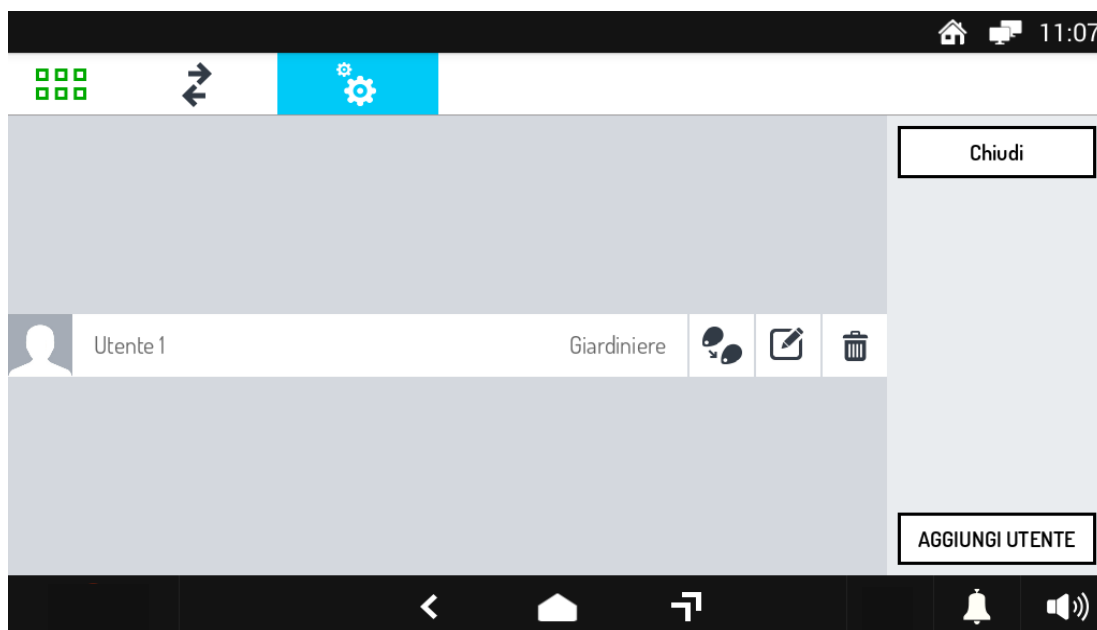 11:07
Chiudi
Utente 1
Giardiniere
AGGIUNGI UTENTE